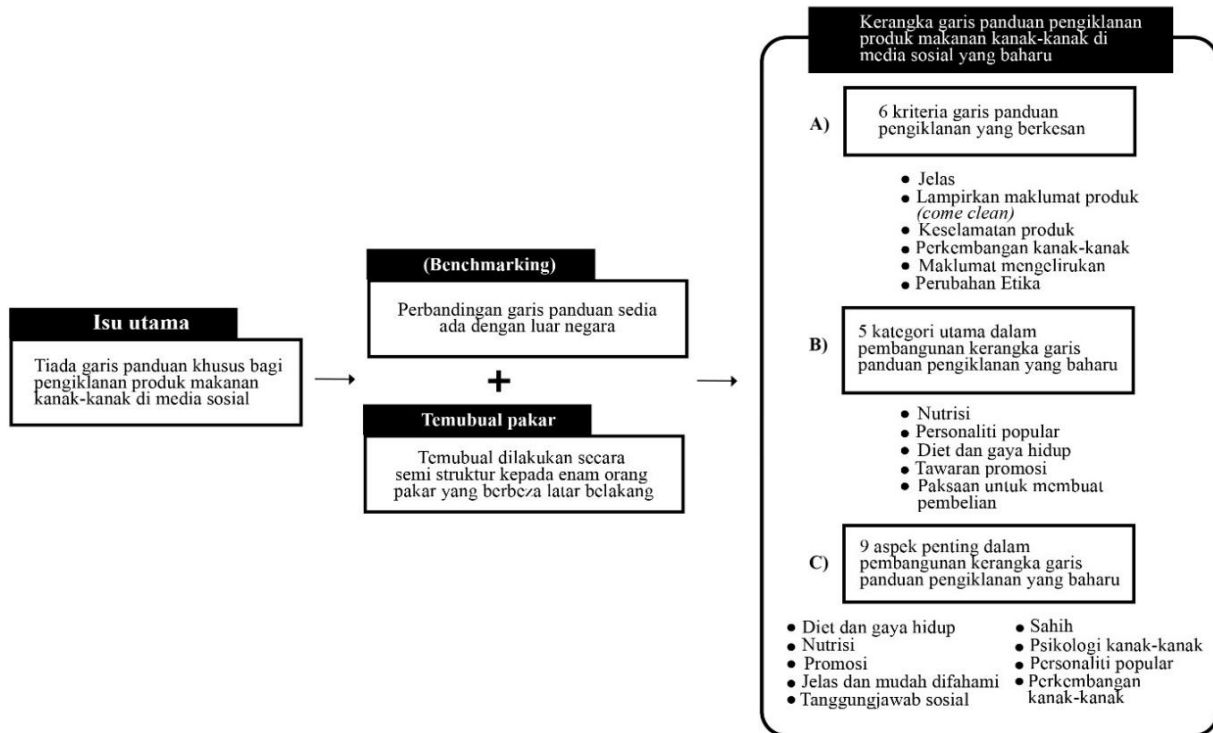 Isu utama
Tiada garis panduan khusus bagi
pengiklanan produk makanan
kanak-kanak di media sosial
(Benchmarking)
Perbandingan garis panduan sedia
ada dengan luar negara
+
Temubual pakar
Temubual dilakukan secara
semi struktur kepada enam orang
pakar yang berbeza latar belakang
Kerangka garis panduan pengiklanan
produk makanan kanak-kanak di
media sosial yang baharu
A)
6 kriteria garis panduan
pengiklanan yang berkesan
• Jelas
• Lampirkan maklumat produk
(come clean)
• Keselamatan produk
• Perkembangan kanak-kanak
• Maklumat mengelirukan
• Perubahan Etika
B)
5 kategori utama dalam
pembangunan kerangka garis
panduan pengiklanan yang baharu
• Nutrisi
• Personaliti popular
• Diet dan gaya hidup
• Tawaran promosi
• Paksaan untuk membuat
pembelian
C)
9 aspek penting dalam
pembangunan kerangka garis
panduan pengiklanan yang baharu
• Diet dan gaya hidup
• Nutrisi
• Promosi
• Jelas dan mudah difahami
• Tanggungjawab sosial
• Sahih
• Psikologi kanak-kanak
• Personaliti popular
• Perkembangan
kanak-kanak